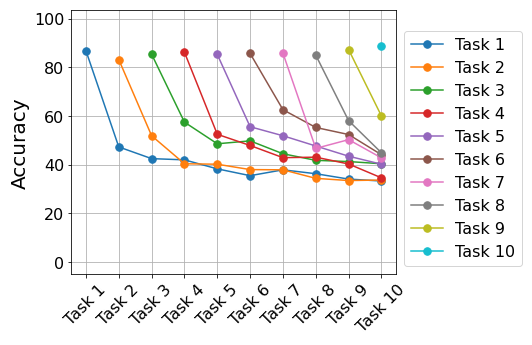 100
80
60
40
20
0
Accuracy
Task 1
Task 2
Task 3
Task 4
Task 5
Task 6
Task 7
Task 8
Task 9
Task 10
Task 1
Task 2
Task 3
Task 4
Task 5
Task 6
Task 7
Task 8
Task 9
Task 10